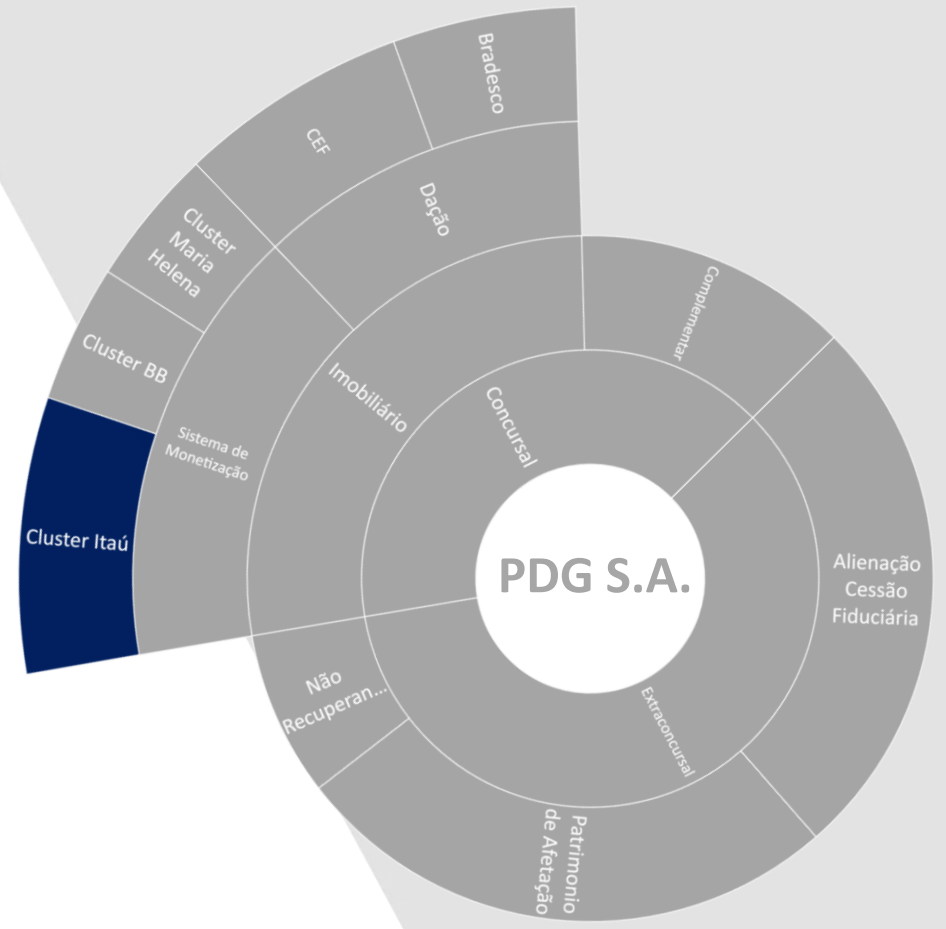 Bradesco
CEF
Dação
Cluster
Maria
Helena
Cluster BB
Cluster Itaú
Sistema de
Monetização
Imobiliário
Concursal
Complementar
PDG S.A.
Alienação
Cessão
Fiduciária
Extraconcursal
Não
Recuperan...
Patrimonio
de Afetação